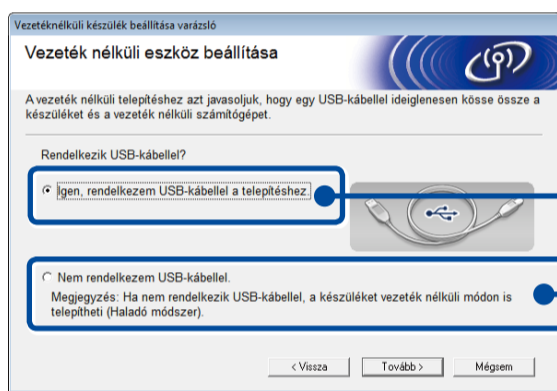 Vezetéknélküli készülék beállítása varázsló
Vezeték nélküli eszköz beállítása
A vezeték nélküli telepítéshez azt javasoljuk, hogy egy USB-kábellel ideiglenesen kösse össze a
készüléket és a vezeték nélküli számítógépet.
Rendelkezik USB-kábellel?
Igen, rendelkezem USB-kábellel a telepítéshez.
Nem rendelkezem USB-kábellel.
Megjegyzés: Ha nem rendelkezik USB-kábellel, a készüléket vezeték nélküli módon is
telepítheti (Haladó módszer).
< Vissza
Tovább >
Mégsem